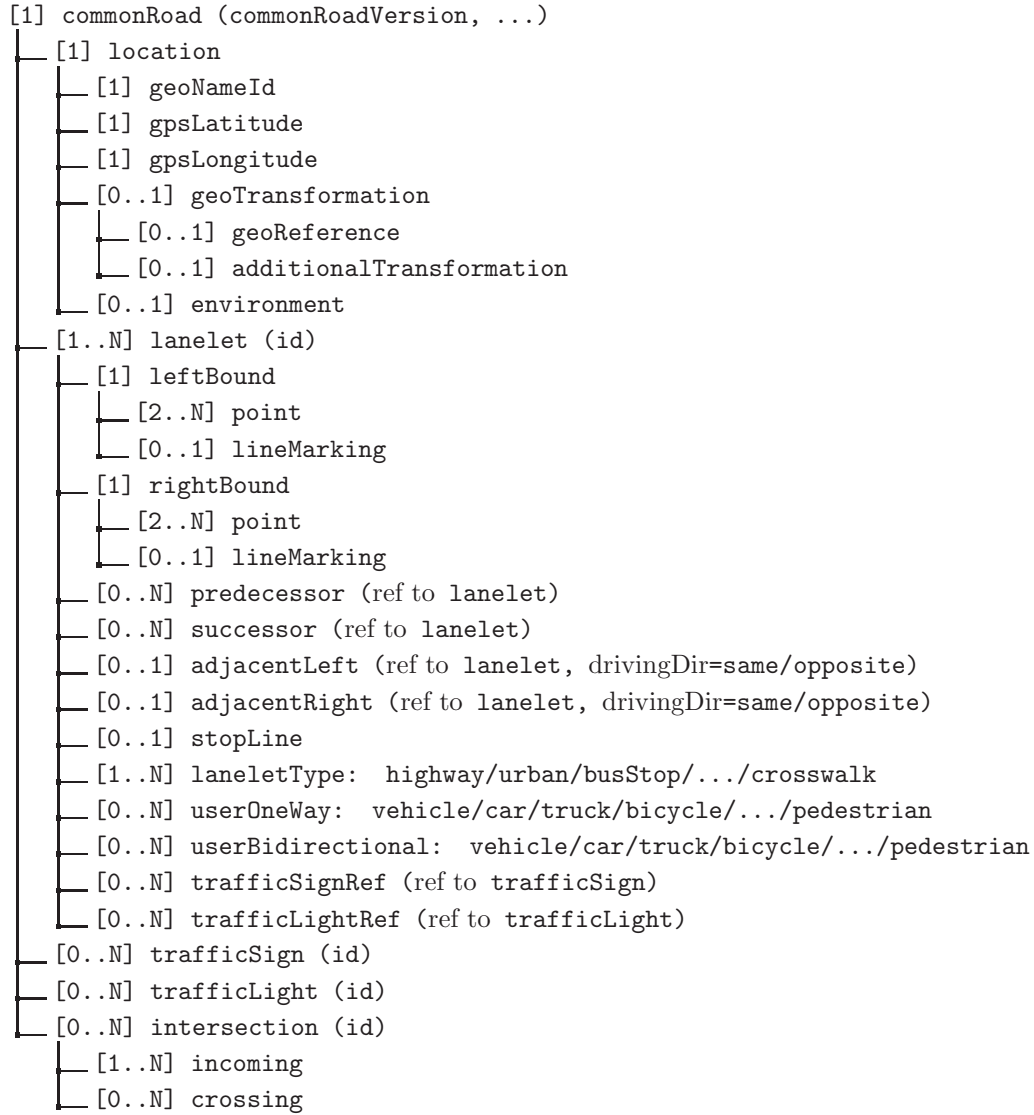 [1] commonRoad (commonRoadVersion, ...)
[1] location
[1] geoNameId
[1] gpsLatitude
[1] gpsLongitude
[0..1] geoTransformation
[0..1] geoReference
[0..1] additionalTransformation
[0..1] environment
[1..N] lanelet (id)
[1] leftBound
[2..N] point
[0..1] lineMarking
[1] rightBound
[2..N] point
[0..1] lineMarking
[0..N] predecessor (ref to lanelet)
[0..N] successor (ref to lanelet)
[0..1] adjacentLeft (ref to lanelet, drivingDir=same/opposite)
[0..1] adjacentRight (ref to lanelet, drivingDir=same/opposite)
[0..1] stopLine
[1..N] laneletType: highway/urban/busStop/.../crosswalk
[0..N] userOneWay: vehicle/car/truck/bicycle/.../pedestrian
[0..N] userBidirectional: vehicle/car/truck/bicycle/.../pedestrian
[0..N] trafficSignRef (ref to trafficSign)
[0..N] trafficLightRef (ref to trafficLight)
[0..N] trafficSign (id)
[0..N] trafficLight (id)
[0..N] intersection (id)
[1..N] incoming
[0..N] crossing